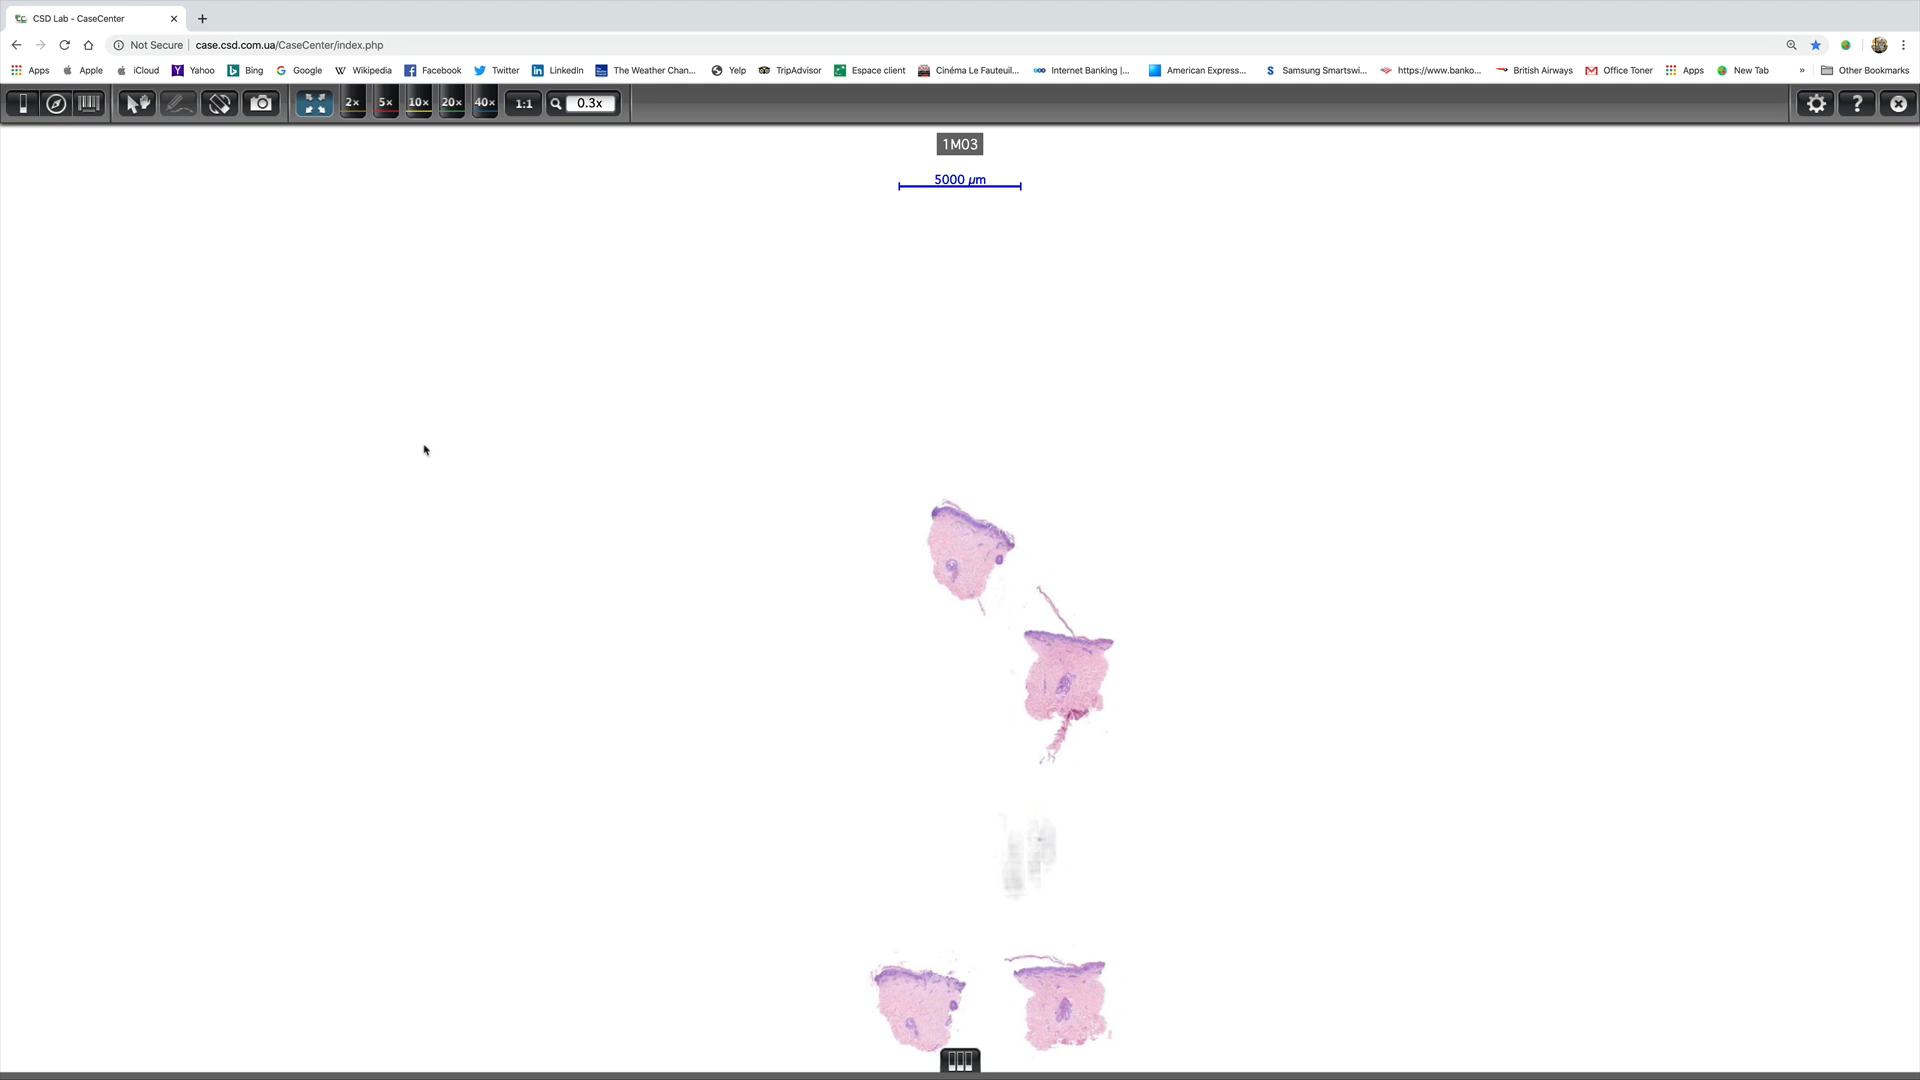 CSD Lab - CaseCenter
Not Secure case.csd.com.ua/CaseCenter/index.php
Apps Apple iCloud Yahoo Bing Google Wikipedia Facebook Twitter LinkedIn The Weather Chan... Yelp TripAdvisor Espace client Cinéma Le Fauteuil... Internet Banking |... American Express... Samsung Smartswi... https://www.banko... British Airways Office Toner Apps New Tab » Other Bookmarks
2× 5× 10× 20× 40× 1:1 0.3x ?
1M03
5000 µm